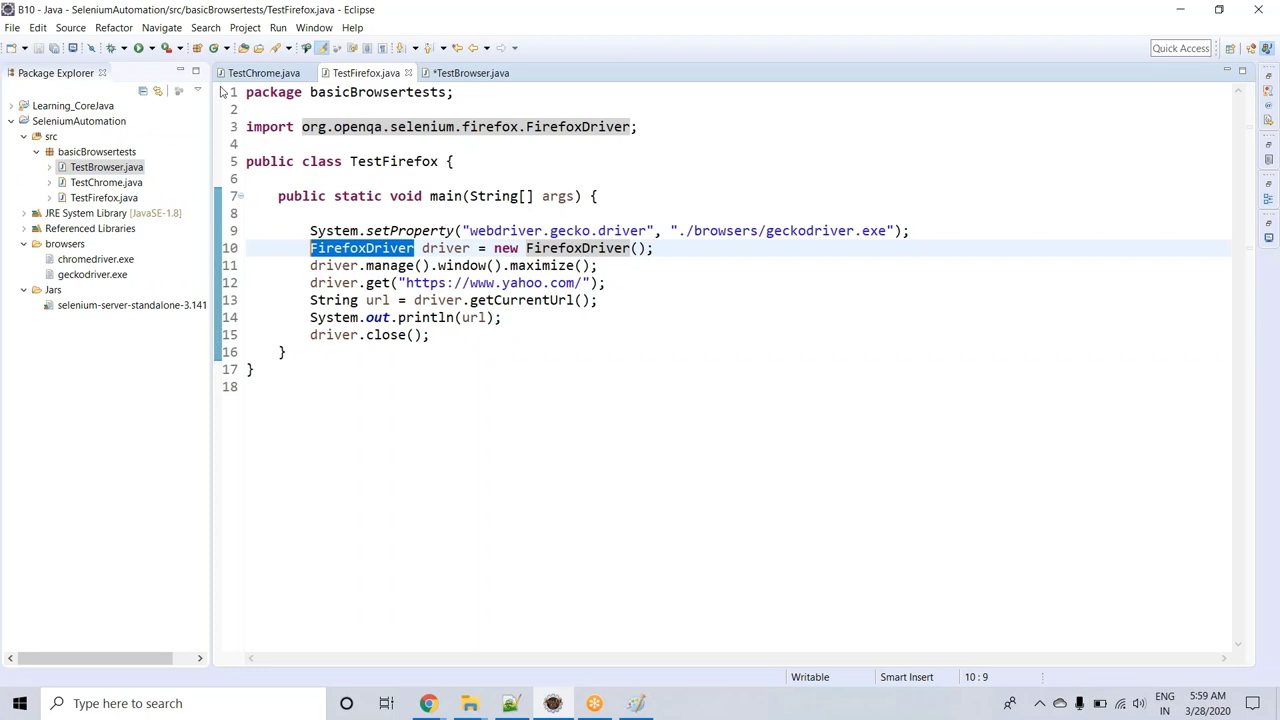 B10 - Java - SeleniumAutomation/src/basicBrowsertests/TestFirefox.java - Eclipse
File Edit Source Refactor Navigate Search Project Run Window Help
Quick Access
Package Explorer
TestChrome.java TestFirefox.java *TestBrowser.java
Learning_CoreJava
SeleniumAutomation
src
basicBrowsertests
TestBrowser.java
TestChrome.java
TestFirefox.java
JRE System Library [JavaSE-1.8]
Referenced Libraries
browsers
chromedriver.exe
geckodriver.exe
Jars
selenium-server-standalone-3.141
1 package basicBrowsertests;
2
3 import org.openqa.selenium.firefox.FirefoxDriver;
4
5 public class TestFirefox {
6
7 public static void main(String[] args) {
8
9 System.setProperty("webdriver.gecko.driver", "./browsers/geckodriver.exe");
10 FirefoxDriver driver = new FirefoxDriver();
11 driver.manage().window().maximize();
12 driver.get("https://www.yahoo.com/");
13 String url = driver.getCurrentUrl();
14 System.out.println(url);
15 driver.close();
16 }
17 }
18
Writable Smart Insert 10 : 9
Type here to search
ENG
IN
5:59 AM
3/28/2020